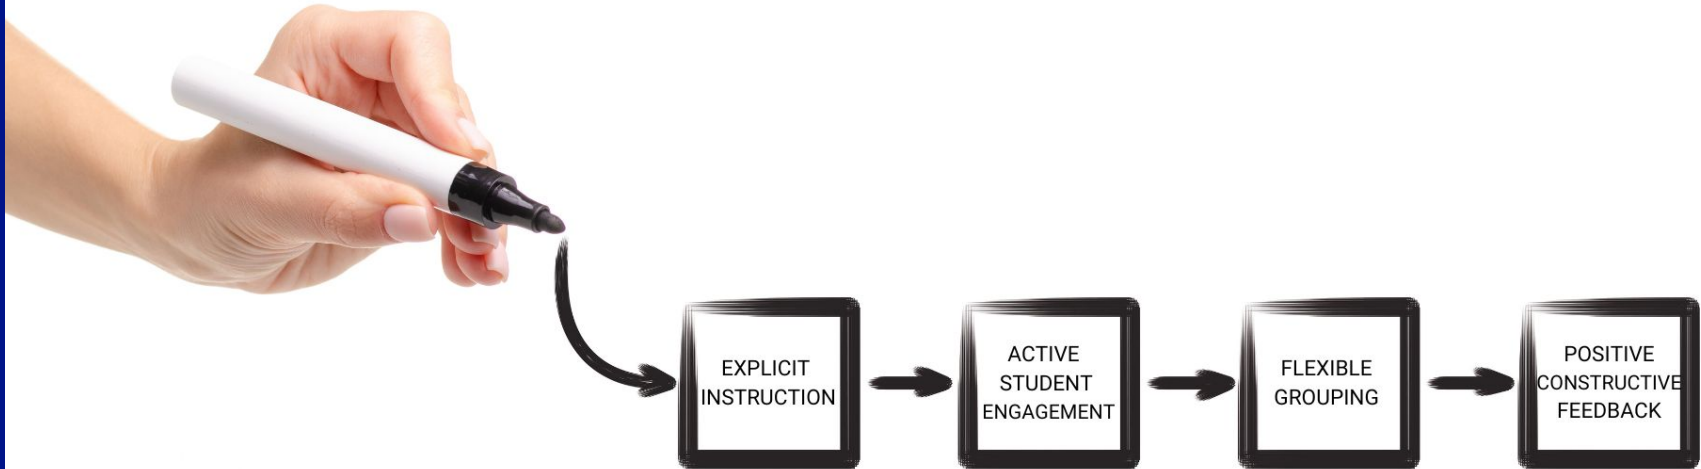 EXPLICIT
INSTRUCTION
ACTIVE
STUDENT
ENGAGEMENT
FLEXIBLE
GROUPING
POSITIVE
CONSTRUCTIVE
FEEDBACK